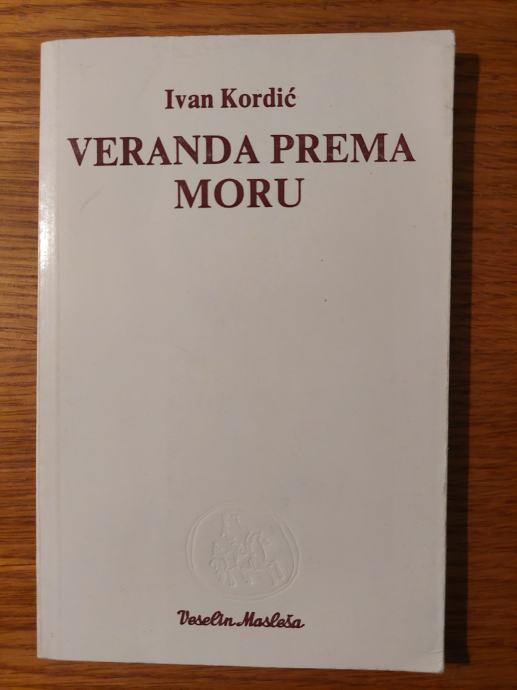 Ivan Kordić
VERANDA PREMA
MORU
Veselin Masleša